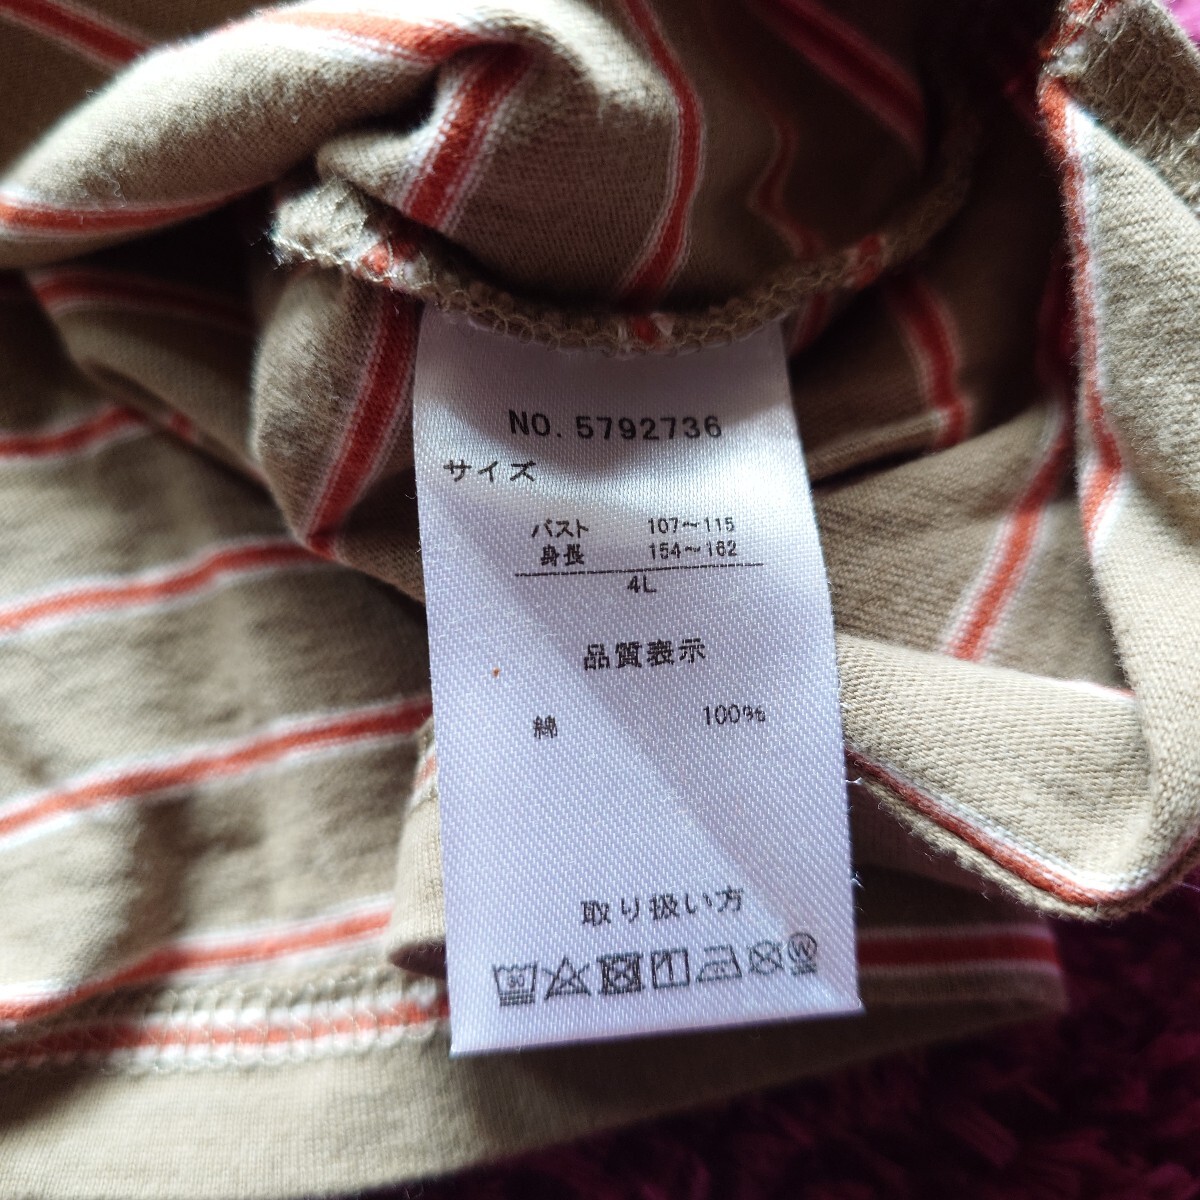 NO. 5792736
サイズ
バスト 107～115
身長 154～162
4L
品質表示
綿 100%
取り扱い方
30 W